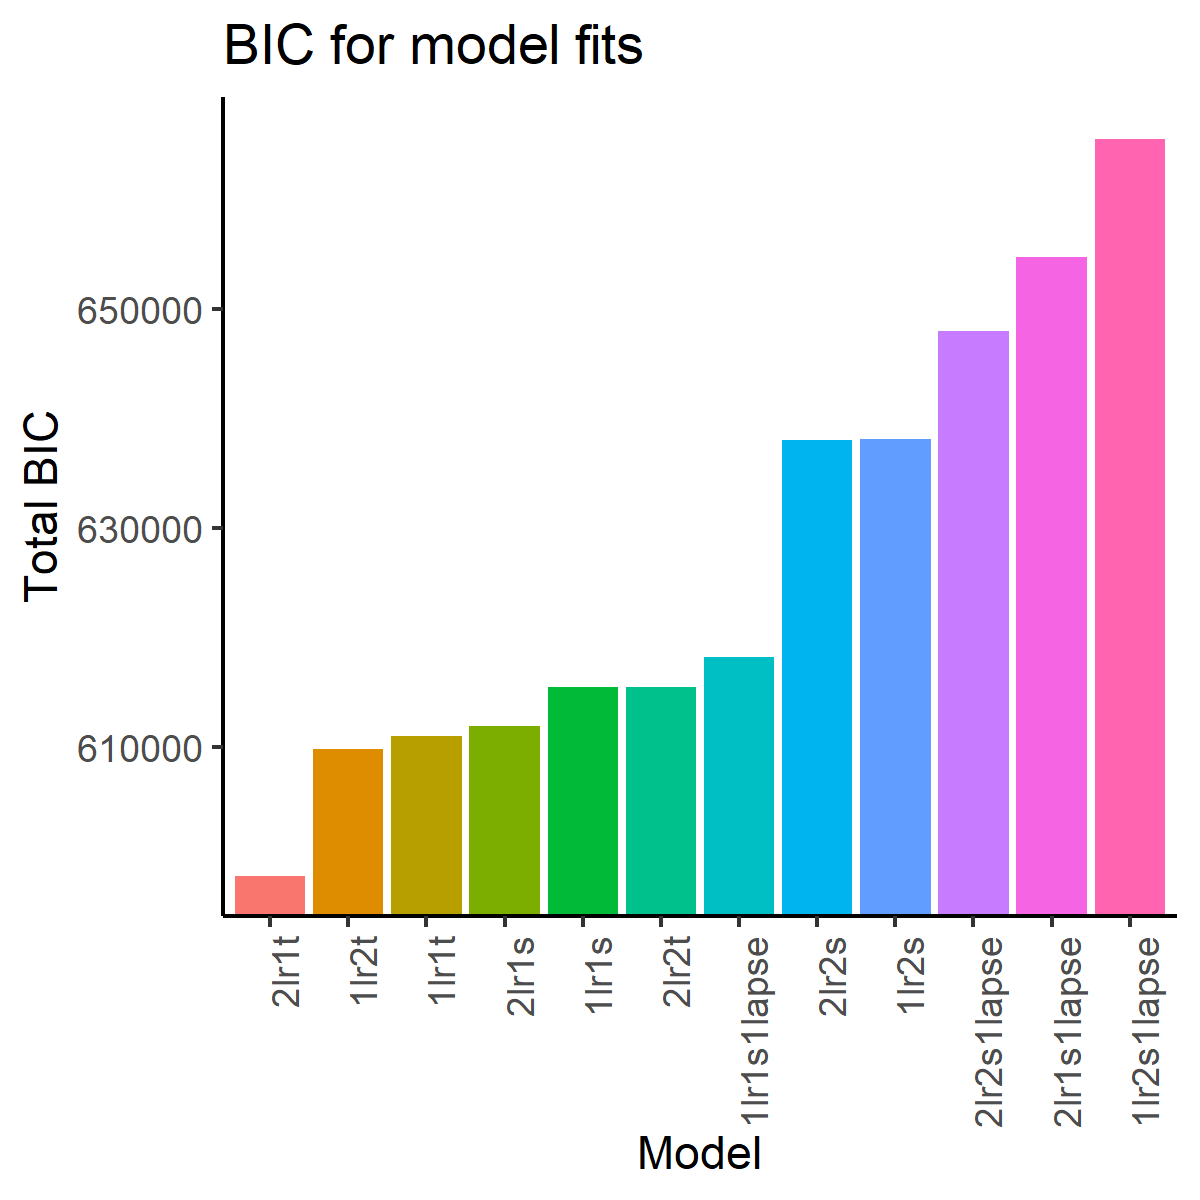 BIC for model fits
Total BIC
650000
630000
610000
2lr1t
1lr2t
1lr1t
2lr1s
1lr1s
2lr2t
1lr1s1lapse
2lr2s
1lr2s
2lr2s1lapse
2lr1s1lapse
1lr2s1lapse
Model